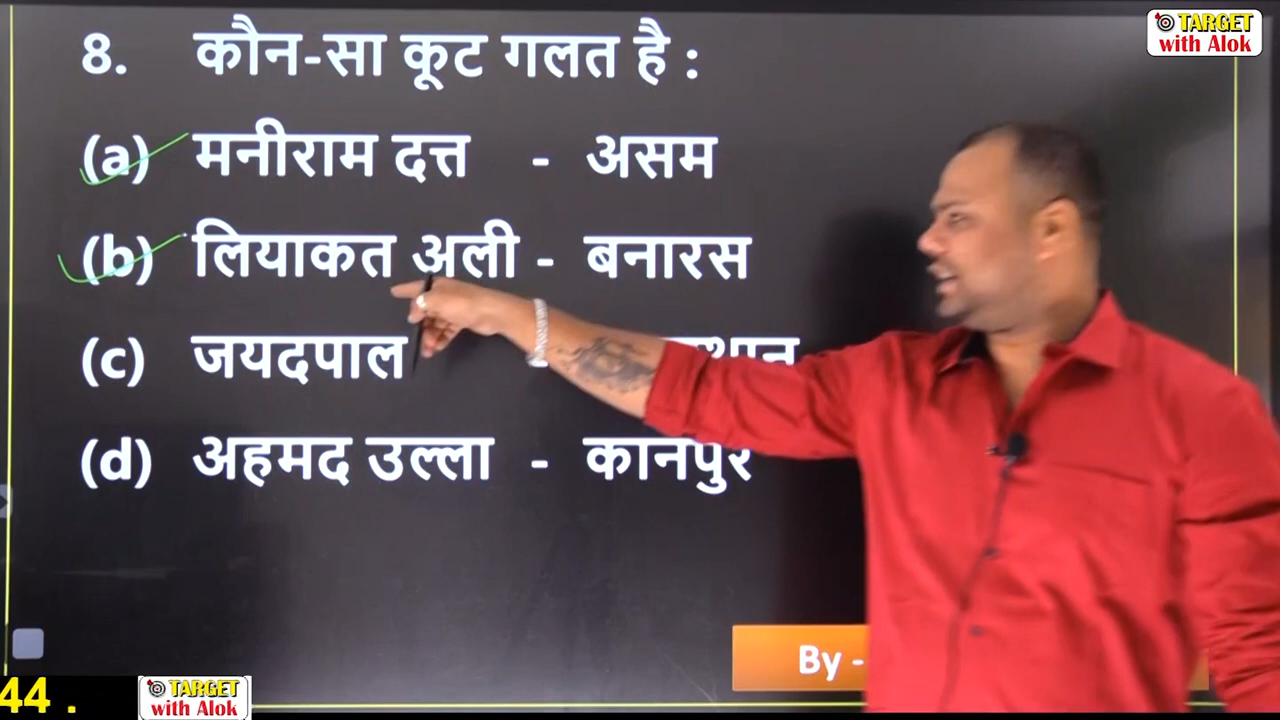 TARGET
with Alok
8. कौन-सा कूट गलत है :
(a) मनीराम दत्त - असम
(b) लियाकत अली - बनारस
(c) जयदपाल
(d) अहमद उल्ला - कानपुर
By -
44 .
TARGET
with Alok